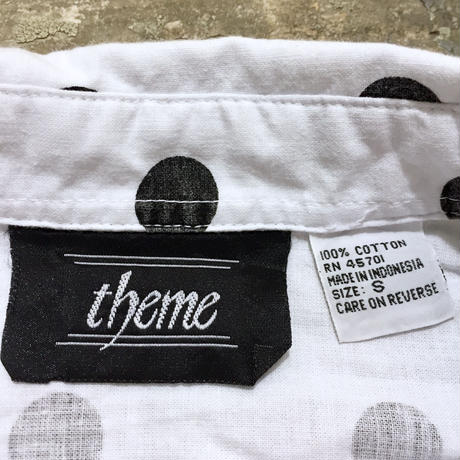 theme
100% COTTON
RN 45701
MADE IN INDONESIA
SIZE: S
CARE ON REVERSE